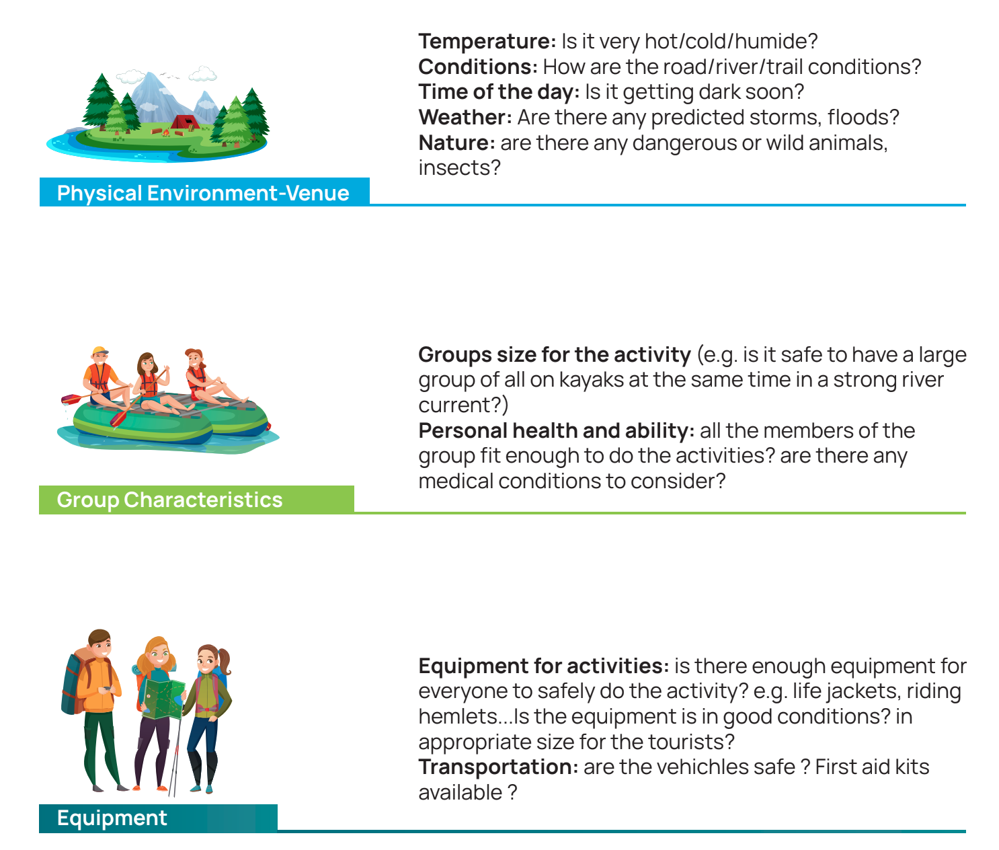 Temperature: Is it very hot/cold/humide?
Conditions: How are the road/river/trail conditions?
Time of the day: Is it getting dark soon?
Weather: Are there any predicted storms, floods?
Nature: are there any dangerous or wild animals,
insects?
Physical Environment-Venue
Groups size for the activity (e.g. is it safe to have a large
group of all on kayaks at the same time in a strong river
current?)
Personal health and ability: all the members of the
group fit enough to do the activities? are there any
medical conditions to consider?
Group Characteristics
Equipment for activities: is there enough equipment for
everyone to safely do the activity? e.g. life jackets, riding
hemlets...Is the equipment is in good conditions? in
appropriate size for the tourists?
Transportation: are the vehichles safe ? First aid kits
available ?
Equipment